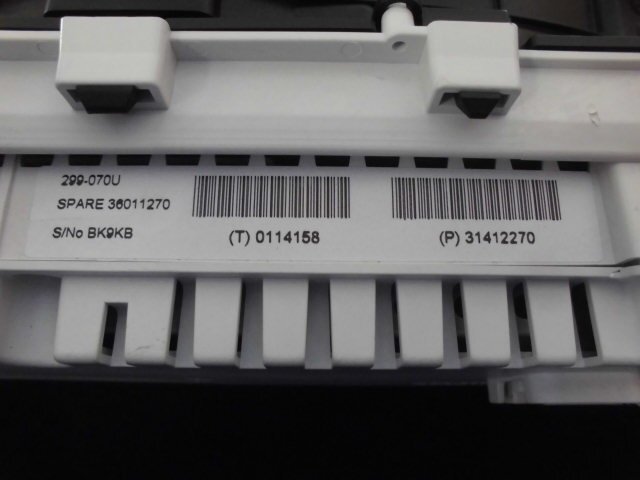 299-070U
SPARE 36011270
S/No BK9KB
(T) 0114158
(P) 31412270